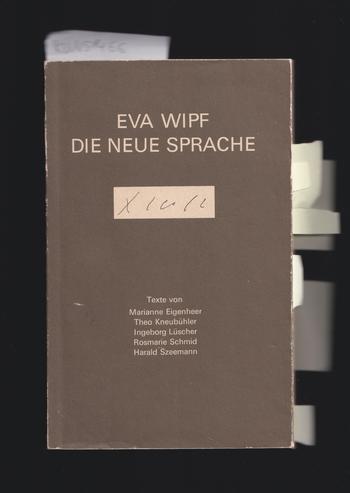 EVA WIPF
DIE NEUE SPRACHE
Texte von
Marianne Eigenheer
Theo Kneubühler
Ingeborg Lüscher
Rosmarie Schmid
Harald Szeemann